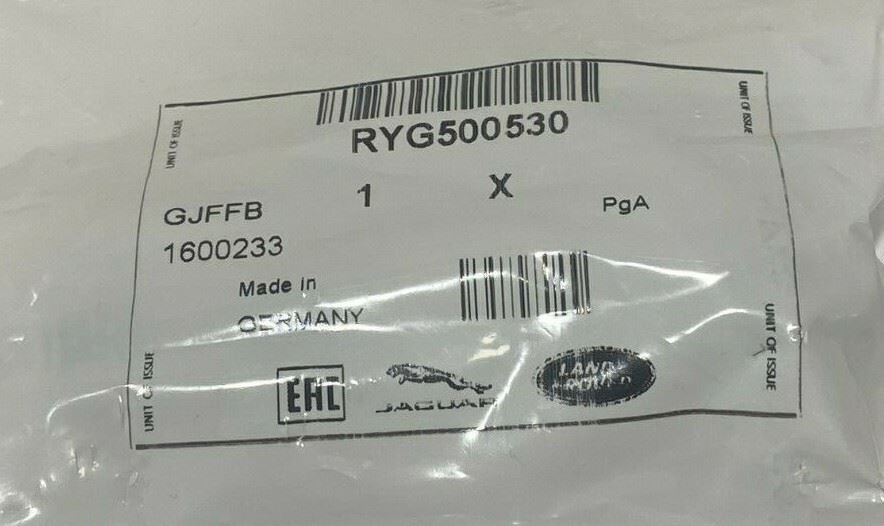 RYG500530
UNIT OF ISSUE
UNIT OF ISSUE
1 X
PgA
GJFFB
1600233
Made in
GERMANY
UNIT OF ISSUE
UNIT OF ISSUE
EAC
JAGUAR
LAND
ROVER